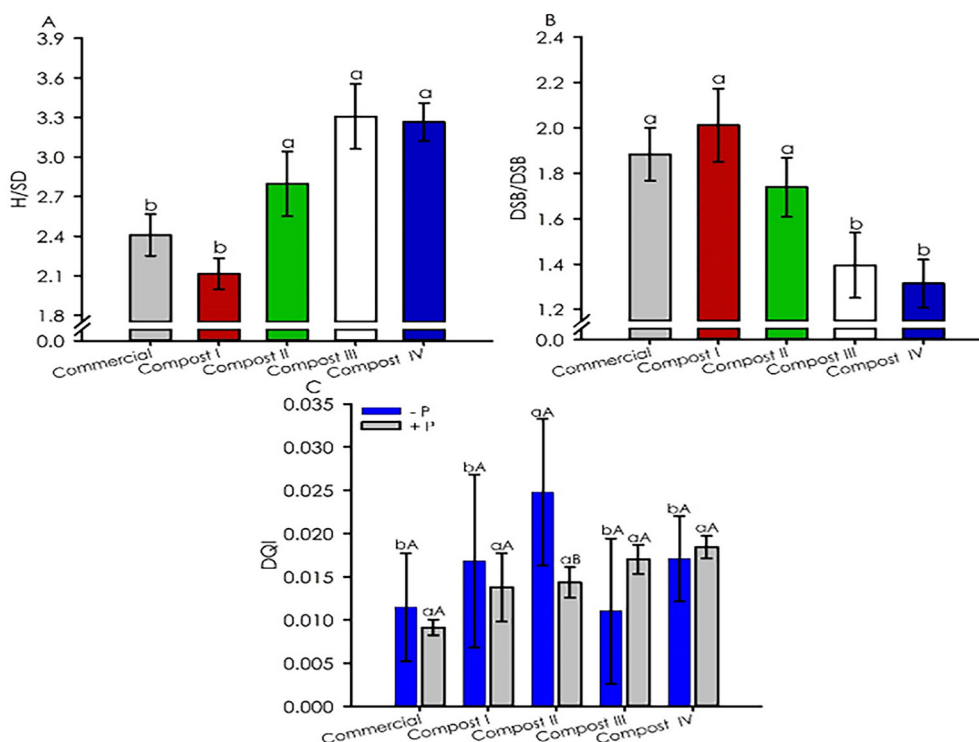 A
3.9
3.6
3.3
3.0
2.7
2.4
2.1
1.8
0.0
H/SD
b
b
a
a
a
Commercial
Compost I
Compost II
Compost III
Compost IV
B
2.4
2.2
2.0
1.8
1.6
1.4
1.2
0.0
DSB/DSB
a
a
a
b
b
Commercial
Compost I
Compost II
Compost III
Compost IV
C
0.035
0.030
0.025
0.020
0.015
0.010
0.005
0.000
DQI
- P
+ P
bA
aA
bA
aA
aA
aB
bA
aA
bA
aA
Commercial
Compost I
Compost II
Compost III
Compost IV